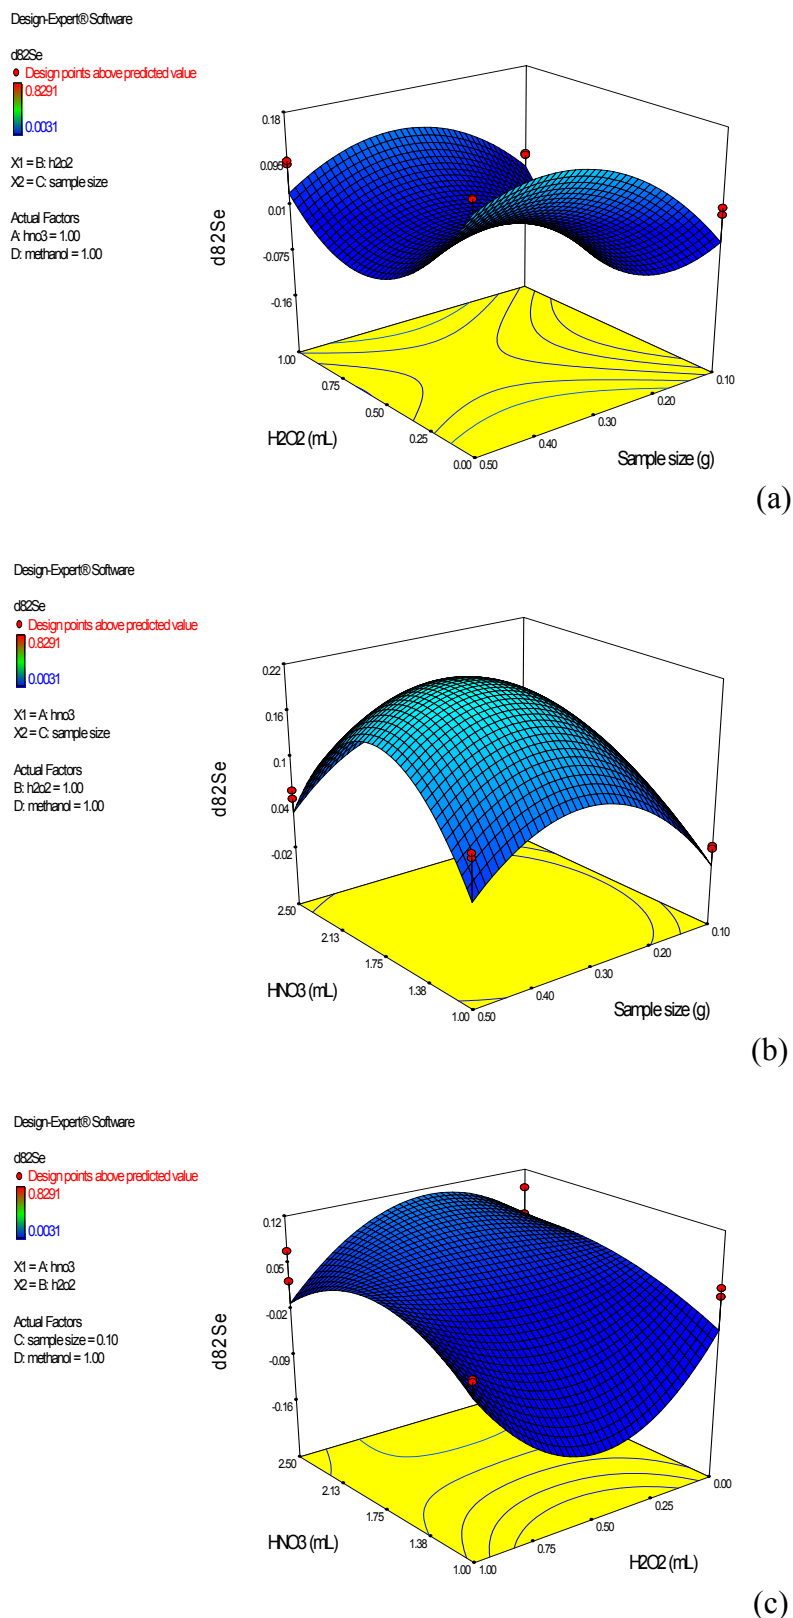 Design-Expert® Software
d82Se
Design points above predicted value
0.8291
0.0031
X1 = B: h2o2
X2 = C: sample size
Actual Factors
A: hno3 = 1.00
D: methanol = 1.00
0.18
0.095
0.01
-0.075
-0.16
d82Se
1.00
0.75
0.50
0.25
0.00
H2O2 (mL)
0.50
0.40
0.30
0.20
0.10
Sample size (g)
(a)
Design-Expert® Software
d82Se
Design points above predicted value
0.8291
0.0031
X1 = A: hno3
X2 = C: sample size
Actual Factors
B: h2o2 = 1.00
D: methanol = 1.00
0.22
0.16
0.1
0.04
-0.02
d82Se
2.50
2.13
1.75
1.38
1.00
HNO3 (mL)
0.50
0.40
0.30
0.20
0.10
Sample size (g)
(b)
Design-Expert® Software
d82Se
Design points above predicted value
0.8291
0.0031
X1 = A: hno3
X2 = B: h2o2
Actual Factors
C: sample size = 0.10
D: methanol = 1.00
0.12
0.05
-0.02
-0.09
-0.16
d82Se
2.50
2.13
1.75
1.38
1.00
HNO3 (mL)
1.00
0.75
0.50
0.25
0.00
H2O2 (mL)
(c)